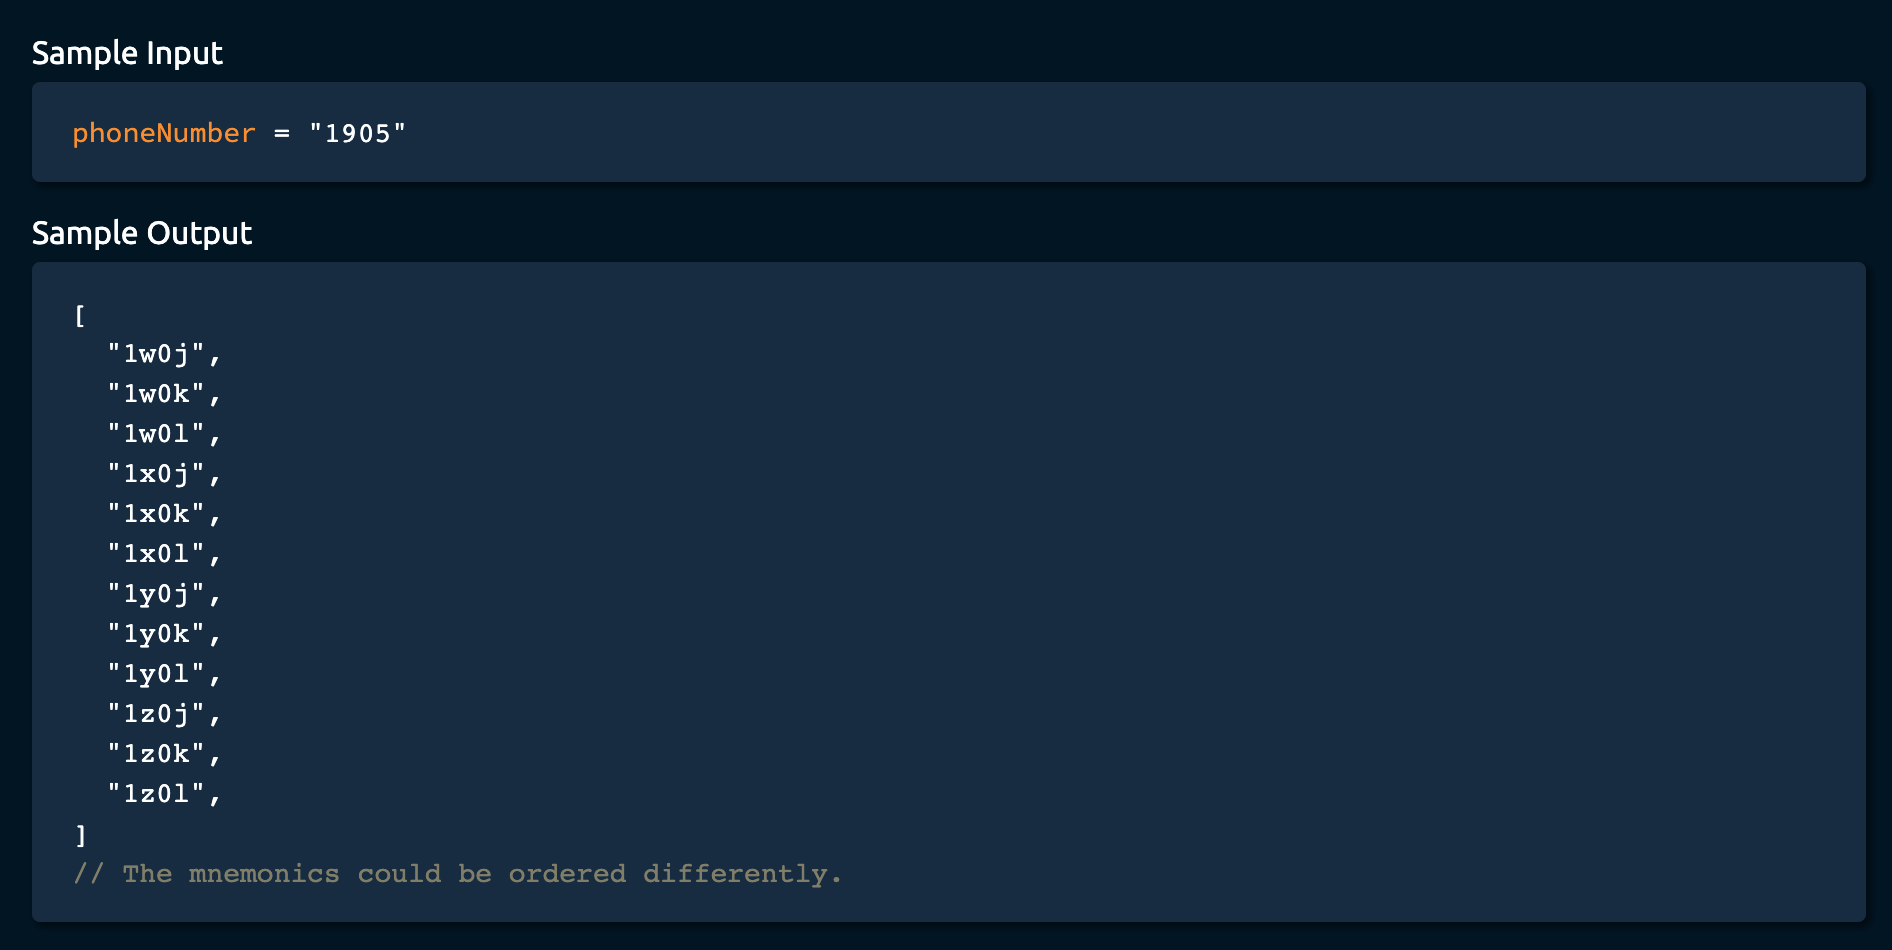 Sample Input
phoneNumber = "1905"
Sample Output
[
"1w0j",
"1w0k",
"1w0l",
"1x0j",
"1x0k",
"1x0l",
"1y0j",
"1y0k",
"1y0l",
"1z0j",
"1z0k",
"1z0l",
]
// The mnemonics could be ordered differently.